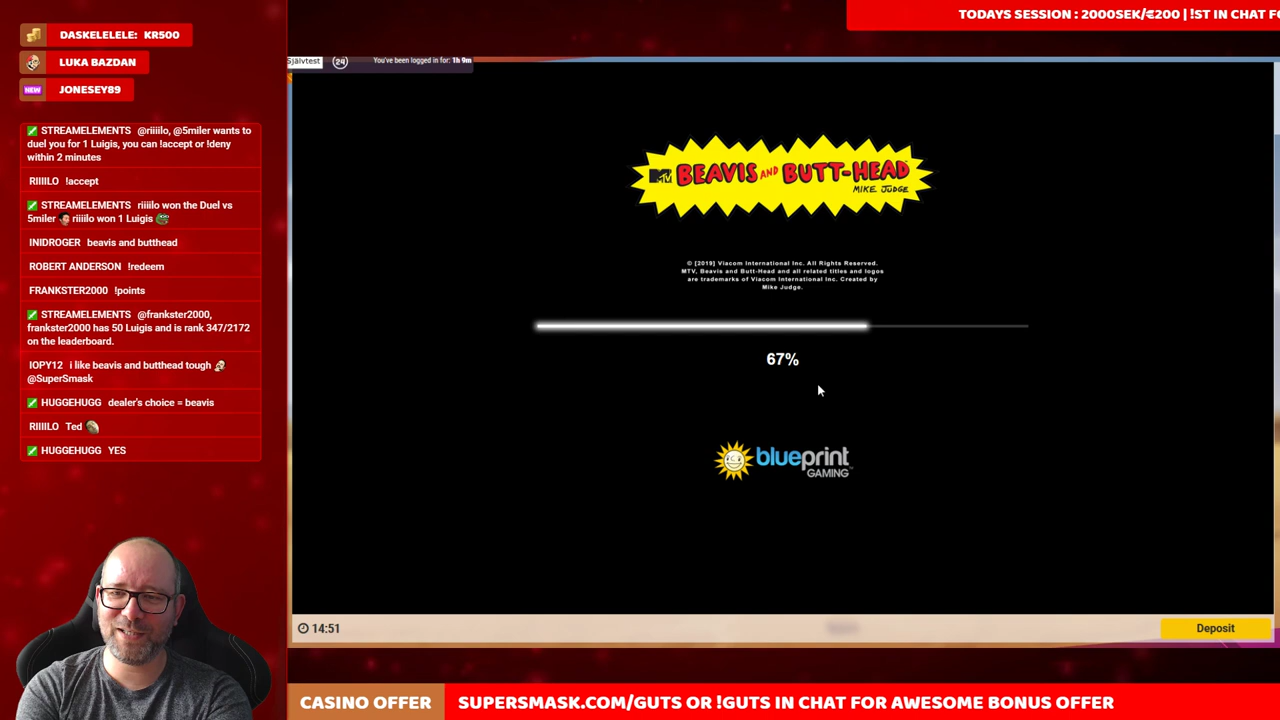 TODAYS SESSION : 2000SEK/€200 | !ST IN CHAT F
DASKELELELE: KR500
LUKA BAZDAN
NEW JONESEY89
STREAMELEMENTS @riiiilo, @5miler wants to
duel you for 1 Luigis, you can !accept or !deny
within 2 minutes
RIIIILO !accept
STREAMELEMENTS riiiilo won the Duel vs
5miler riiiilo won 1 Luigis
INIDROGER beavis and butthead
ROBERT ANDERSON !redeem
FRANKSTER2000 !points
STREAMELEMENTS @frankster2000,
frankster2000 has 50 Luigis and is rank 347/2172
on the leaderboard.
IOPY12 i like beavis and butthead tough
@SuperSmask
HUGGEHUGG dealer's choice = beavis
RIIIILO Ted
HUGGEHUGG YES
Självtest 24 You've been logged in for: 1h 9m
MTV BEAVIS AND BUTT-HEAD
MIKE JUDGE
© [2019] Viacom International Inc. All Rights Reserved.
MTV, Beavis and Butt-Head and all related titles and logos
are trademarks of Viacom International Inc. Created by
Mike Judge.
67%
blueprint
GAMING
14:51
Deposit
CASINO OFFER SUPERSMASK.COM/GUTS OR !GUTS IN CHAT FOR AWESOME BONUS OFFER